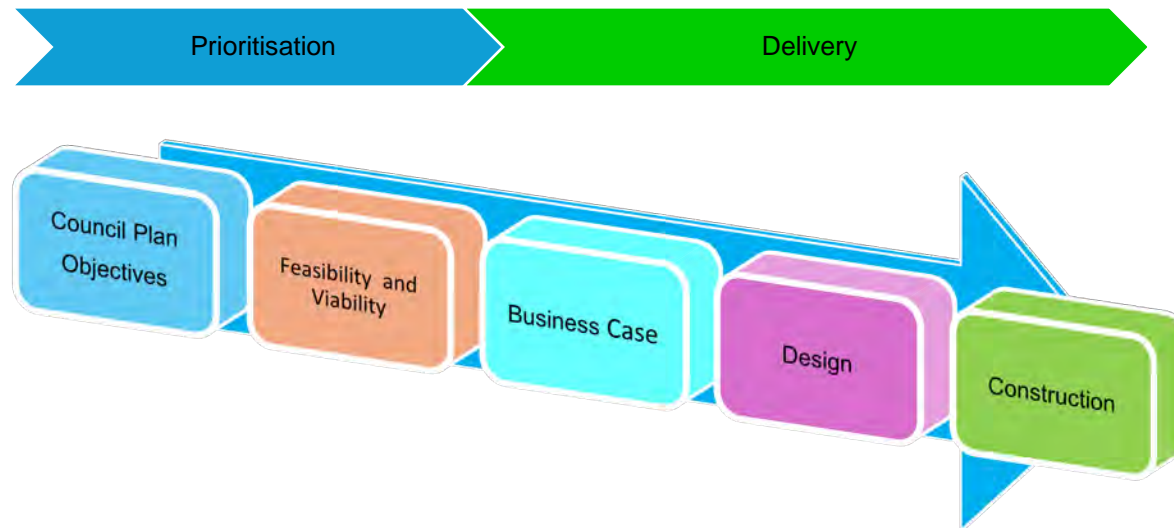 Prioritisation
Delivery
Council Plan
Objectives
Feasibility and
Viability
Business Case
Design
Construction